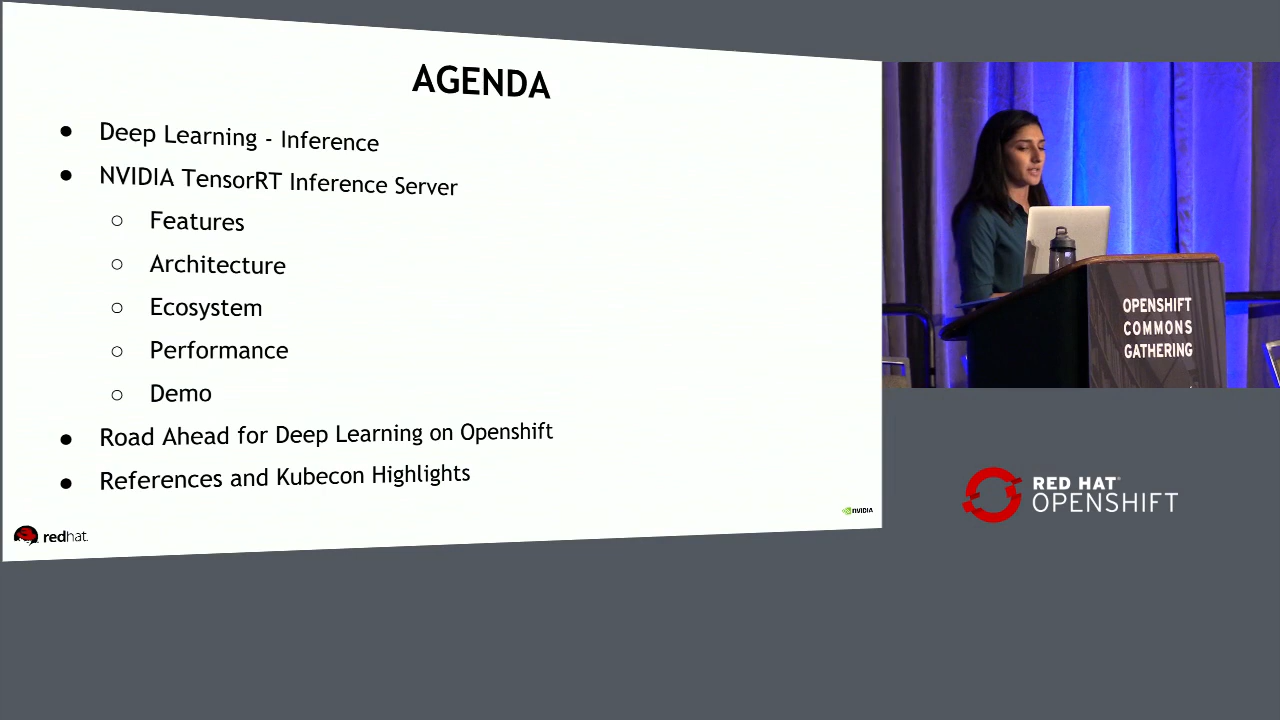 AGENDA
● Deep Learning - Inference
● NVIDIA TensorRT Inference Server
○ Features
○ Architecture
○ Ecosystem
○ Performance
○ Demo
● Road Ahead for Deep Learning on Openshift
● References and Kubecon Highlights
redhat.
NVIDIA
OPENSHIFT
COMMONS
GATHERING
RED HAT®
OPENSHIFT